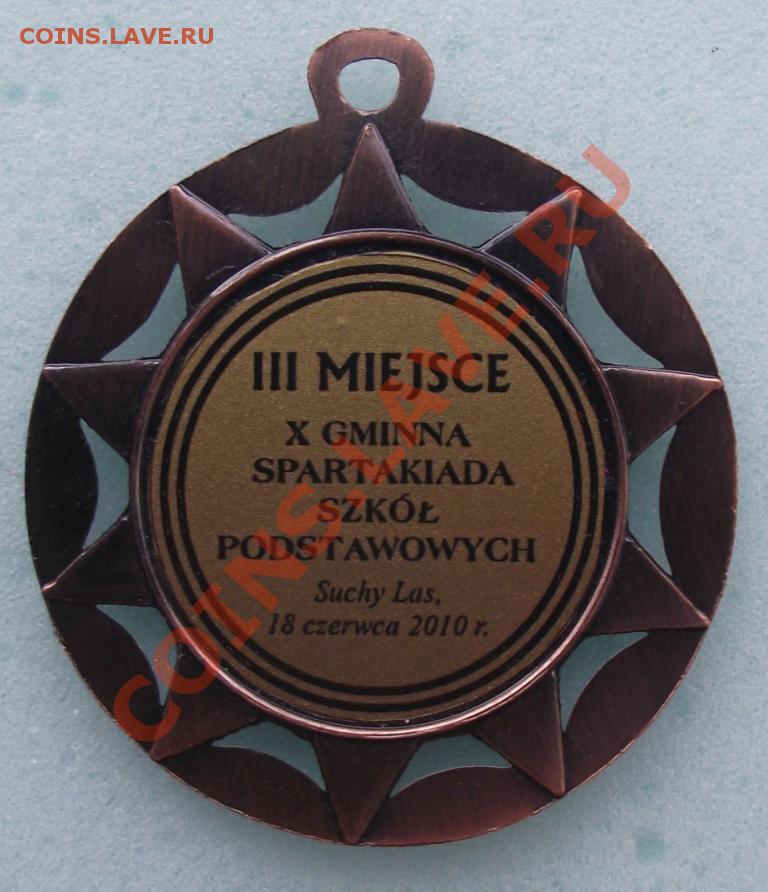 COINS.LAVE.RU
III MIEJSCE
X GMINNA
SPARTAKIADA
SZKÓŁ
PODSTAWOWYCH
Suchy Las,
18 czerwca 2010 r.
COINS.LAVE.RU